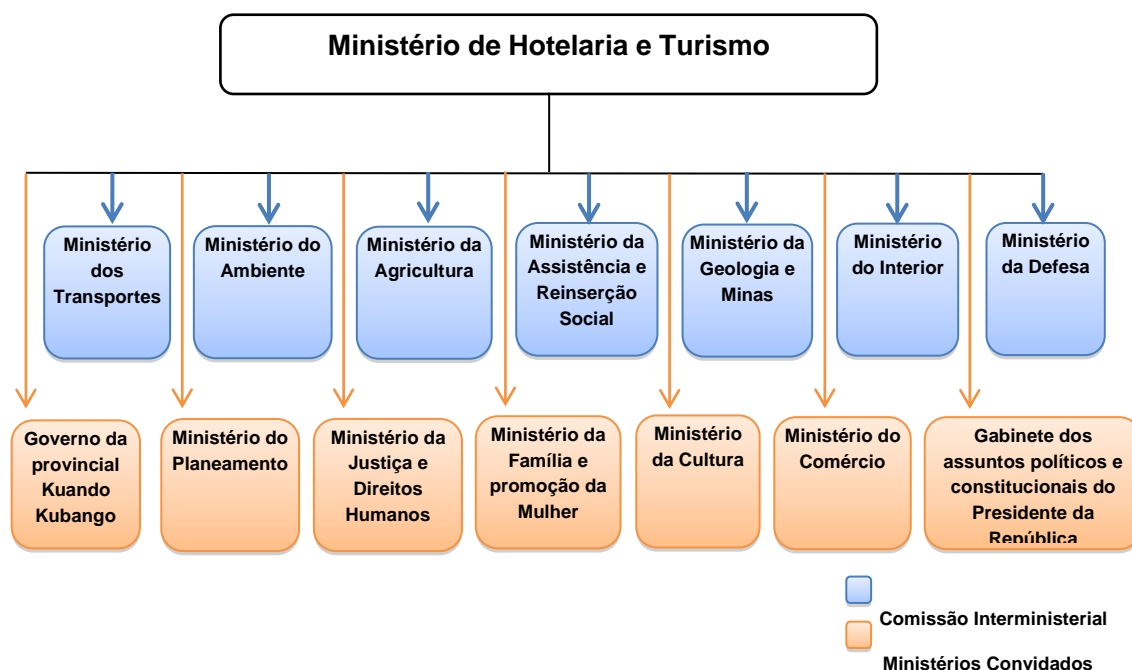 Ministério de Hotelaria e Turismo
Ministério
dos
Transportes
Ministério do
Ambiente
Ministério da
Agricultura
Ministério da
Assistência e
Reinserção
Social
Ministério da
Geologia e
Minas
Ministério
do Interior
Ministério
da Defesa
Governo da
provincial
Kuando
Kubango
Ministério do
Planeamento
Ministério da
Justiça e
Direitos
Humanos
Ministério da
Família e
promoção da
Mulher
Ministério
da Cultura
Ministério do
Comércio
Gabinete dos
assuntos políticos e
constitucionais do
Presidente da
República
Comissão Interministerial
Ministérios Convidados